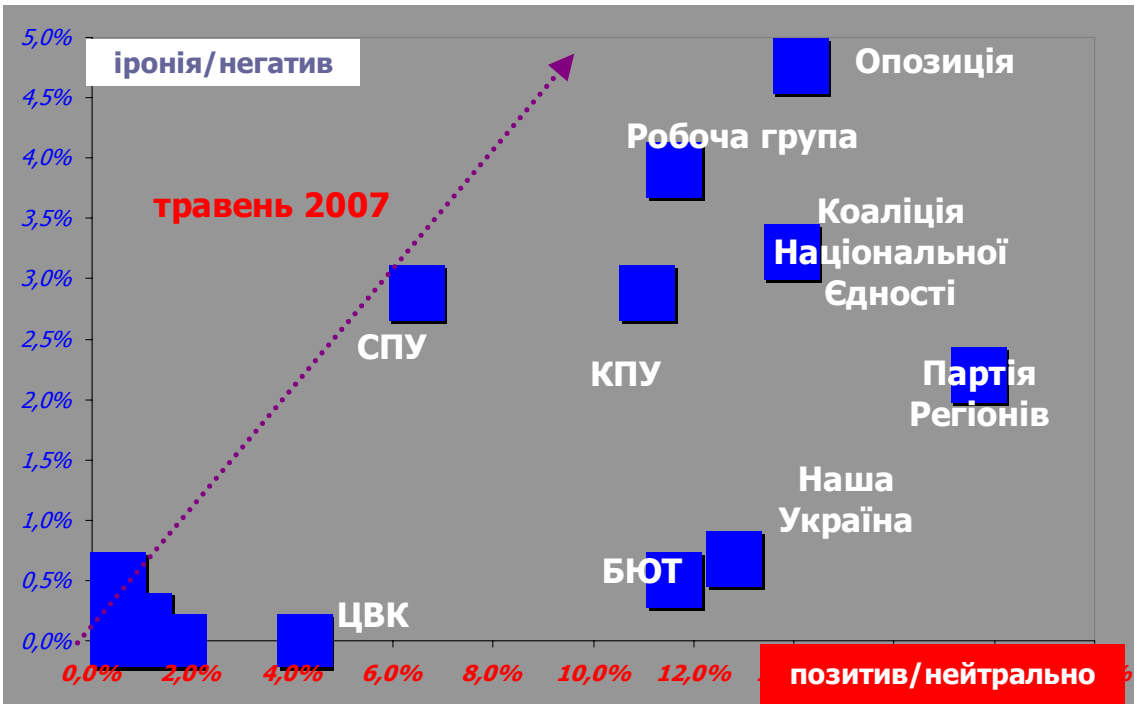 5,0%
іронія/негатив
Опозиція
4,5%
Робоча група
4,0%
травень 2007
3,5%
Коаліція
Національної
Єдності
3,0%
СПУ
КПУ
2,5%
Партія
Регіонів
2,0%
1,5%
Наша
Україна
1,0%
БЮТ
0,5%
ЦВК
0,0%
0,0% 2,0% 4,0% 6,0% 8,0% 10,0% 12,0%
позитив/нейтрально